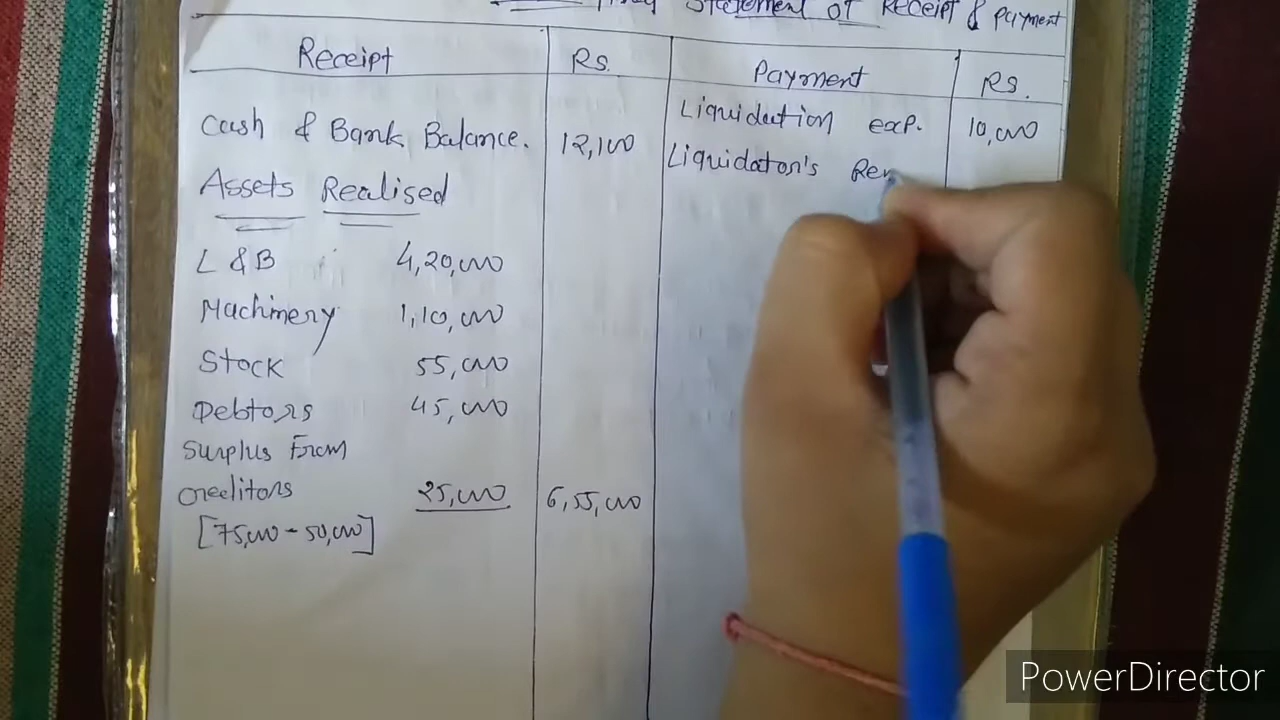 Statement of Receipt & Payment
Receipt Rs. Payment Rs.
Cash & Bank Balance. 12,100
Liquidation exp. 10,000
Liquidator's Rem
Assets Realised
L & B 4,20,000
Machinery 1,10,000
Stock 55,000
Debtors 45,000
Surplus From
Creditors 25,000 6,55,000
[75,000 - 50,000]
PowerDirector